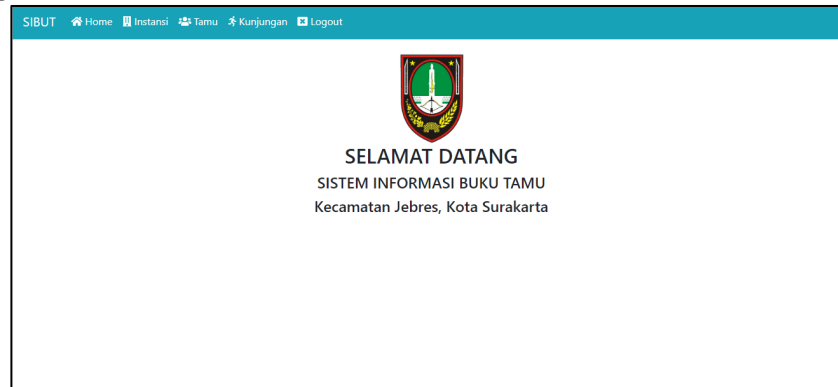 SIBUT Home Instansi Tamu Kunjungan Logout
SELAMAT DATANG
SISTEM INFORMASI BUKU TAMU
Kecamatan Jebres, Kota Surakarta